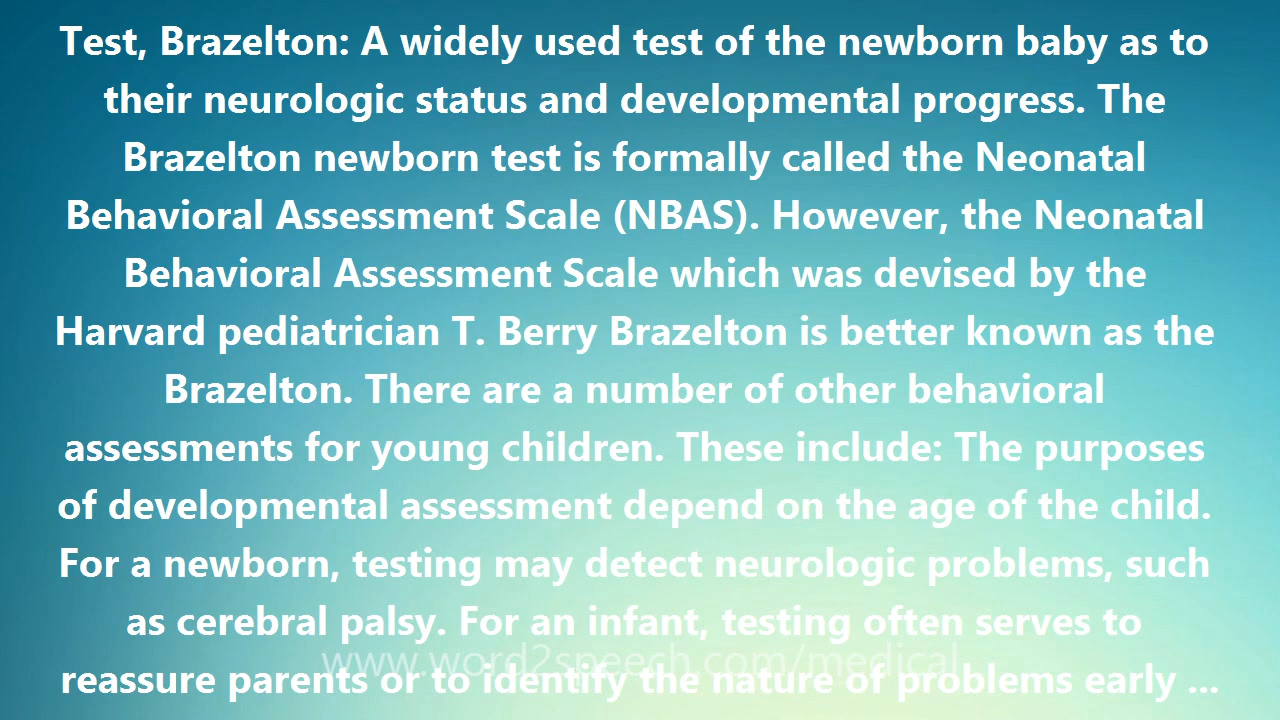 Test, Brazelton: A widely used test of the newborn baby as to
their neurologic status and developmental progress. The
Brazelton newborn test is formally called the Neonatal
Behavioral Assessment Scale (NBAS). However, the Neonatal
Behavioral Assessment Scale which was devised by the
Harvard pediatrician T. Berry Brazelton is better known as the
Brazelton. There are a number of other behavioral
assessments for young children. These include: The purposes
of developmental assessment depend on the age of the child.
For a newborn, testing may detect neurologic problems, such
as cerebral palsy. For an infant, testing often serves to
www.word2speech.com/medical
reassure parents or to identify the nature of problems early ...